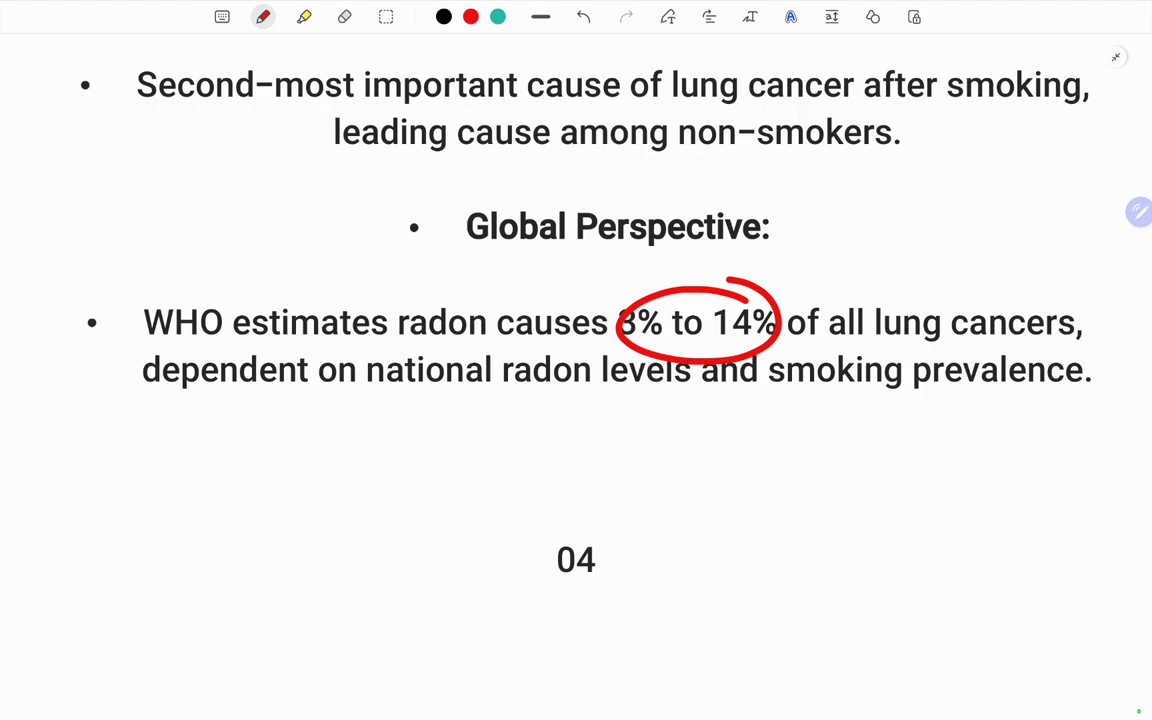 • Second-most important cause of lung cancer after smoking,
leading cause among non-smokers.
• Global Perspective:
• WHO estimates radon causes 3% to 14% of all lung cancers,
dependent on national radon levels and smoking prevalence.
04